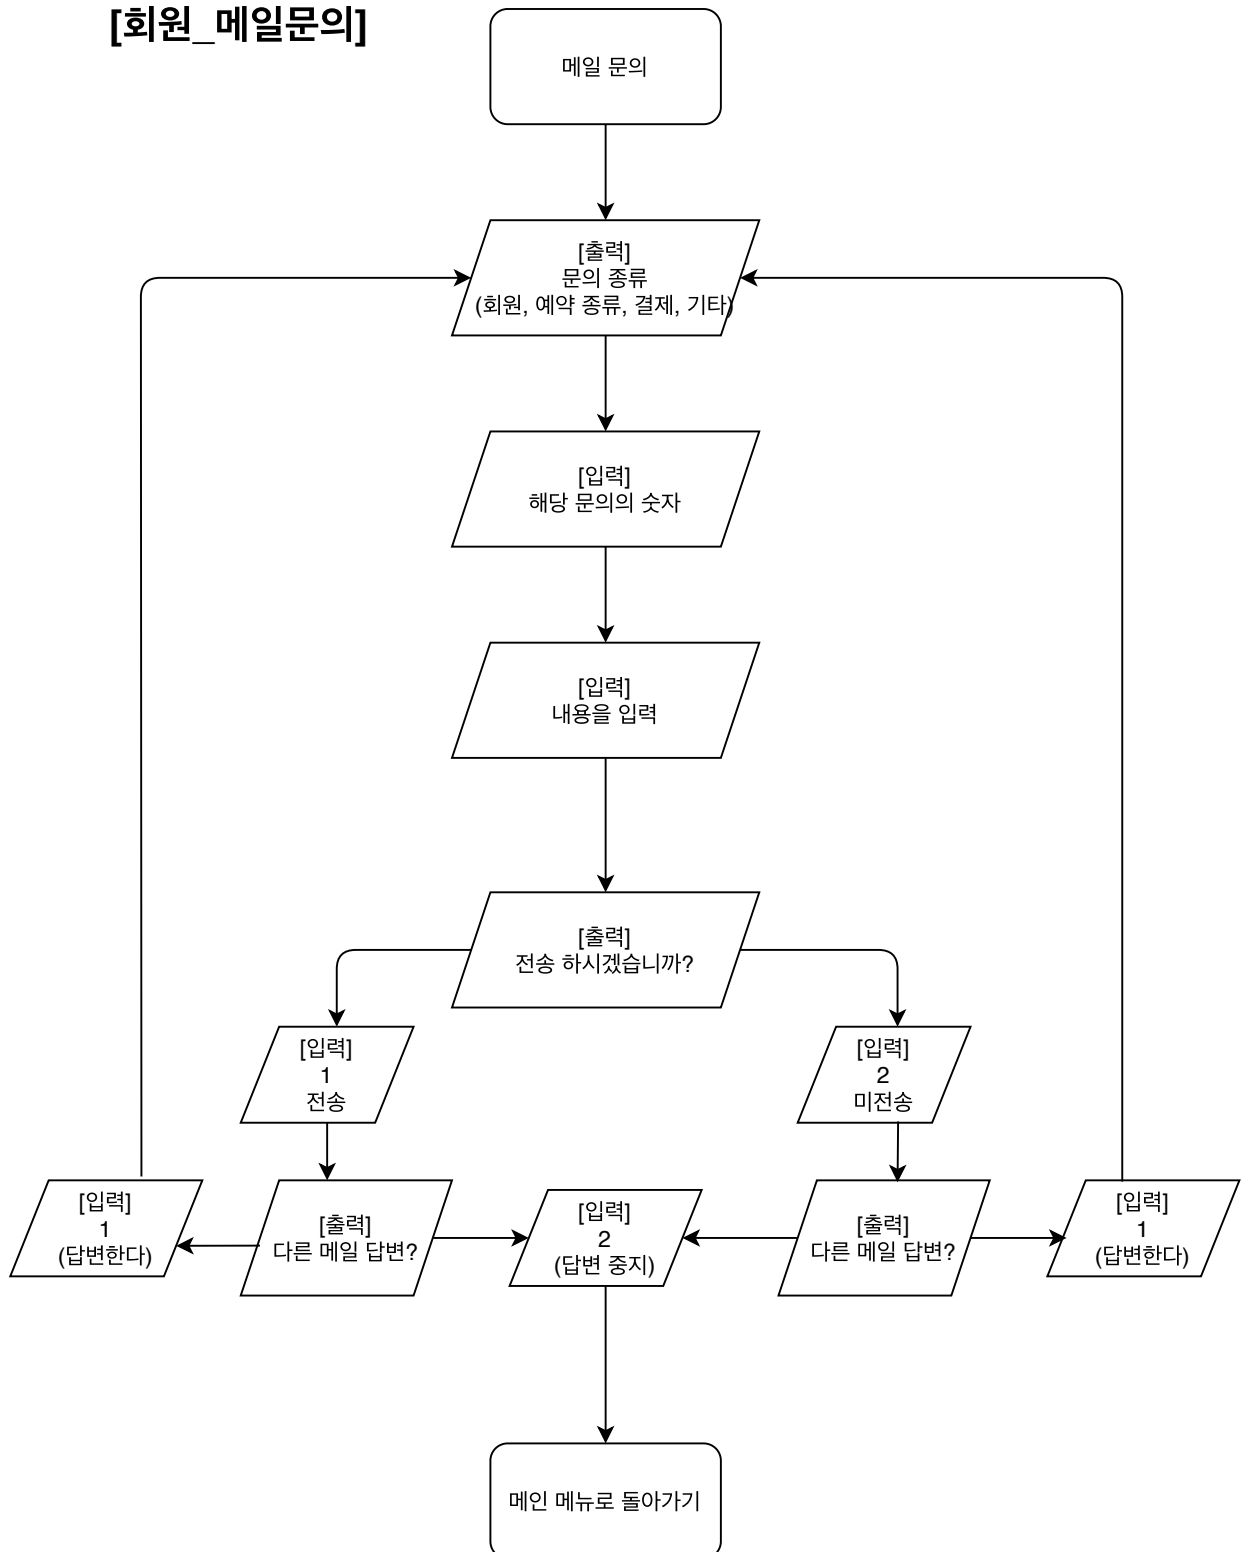 [회원_메일문의]
메일 문의
[출력]
문의 종류
(회원, 예약 종류, 결제, 기타)
[입력]
해당 문의의 숫자
[입력]
내용을 입력
[출력]
전송 하시겠습니까?
[입력]
1
전송
[입력]
2
미전송
[입력]
1
(답변한다)
[출력]
다른 메일 답변?
[입력]
2
(답변 중지)
[출력]
다른 메일 답변?
[입력]
1
(답변한다)
메인 메뉴로 돌아가기